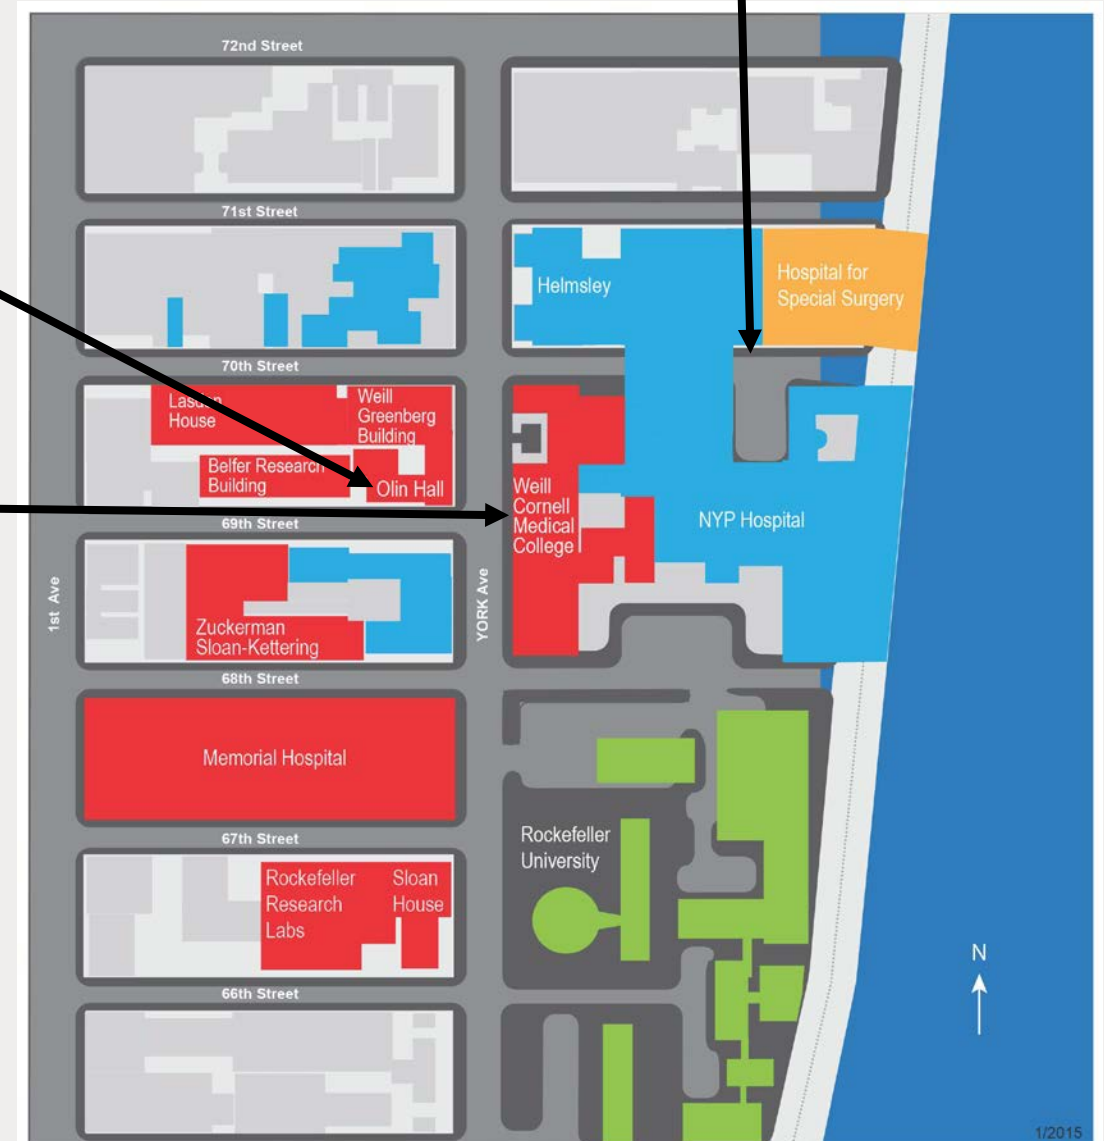 72nd Street
71st Street
Helmsley
Hospital for
Special Surgery
70th Street
House
Weill
Greenberg
Building
Belfer Research
Building
Olin Hall
Weill
Cornell
Medical
College
NYP Hospital
69th Street
1st Ave
YORK Ave
Zuckerman
Sloan-Kettering
68th Street
Memorial Hospital
67th Street
Rockefeller
University
Rockefeller
Research
Labs
Sloan
House
N
66th Street
1/2015